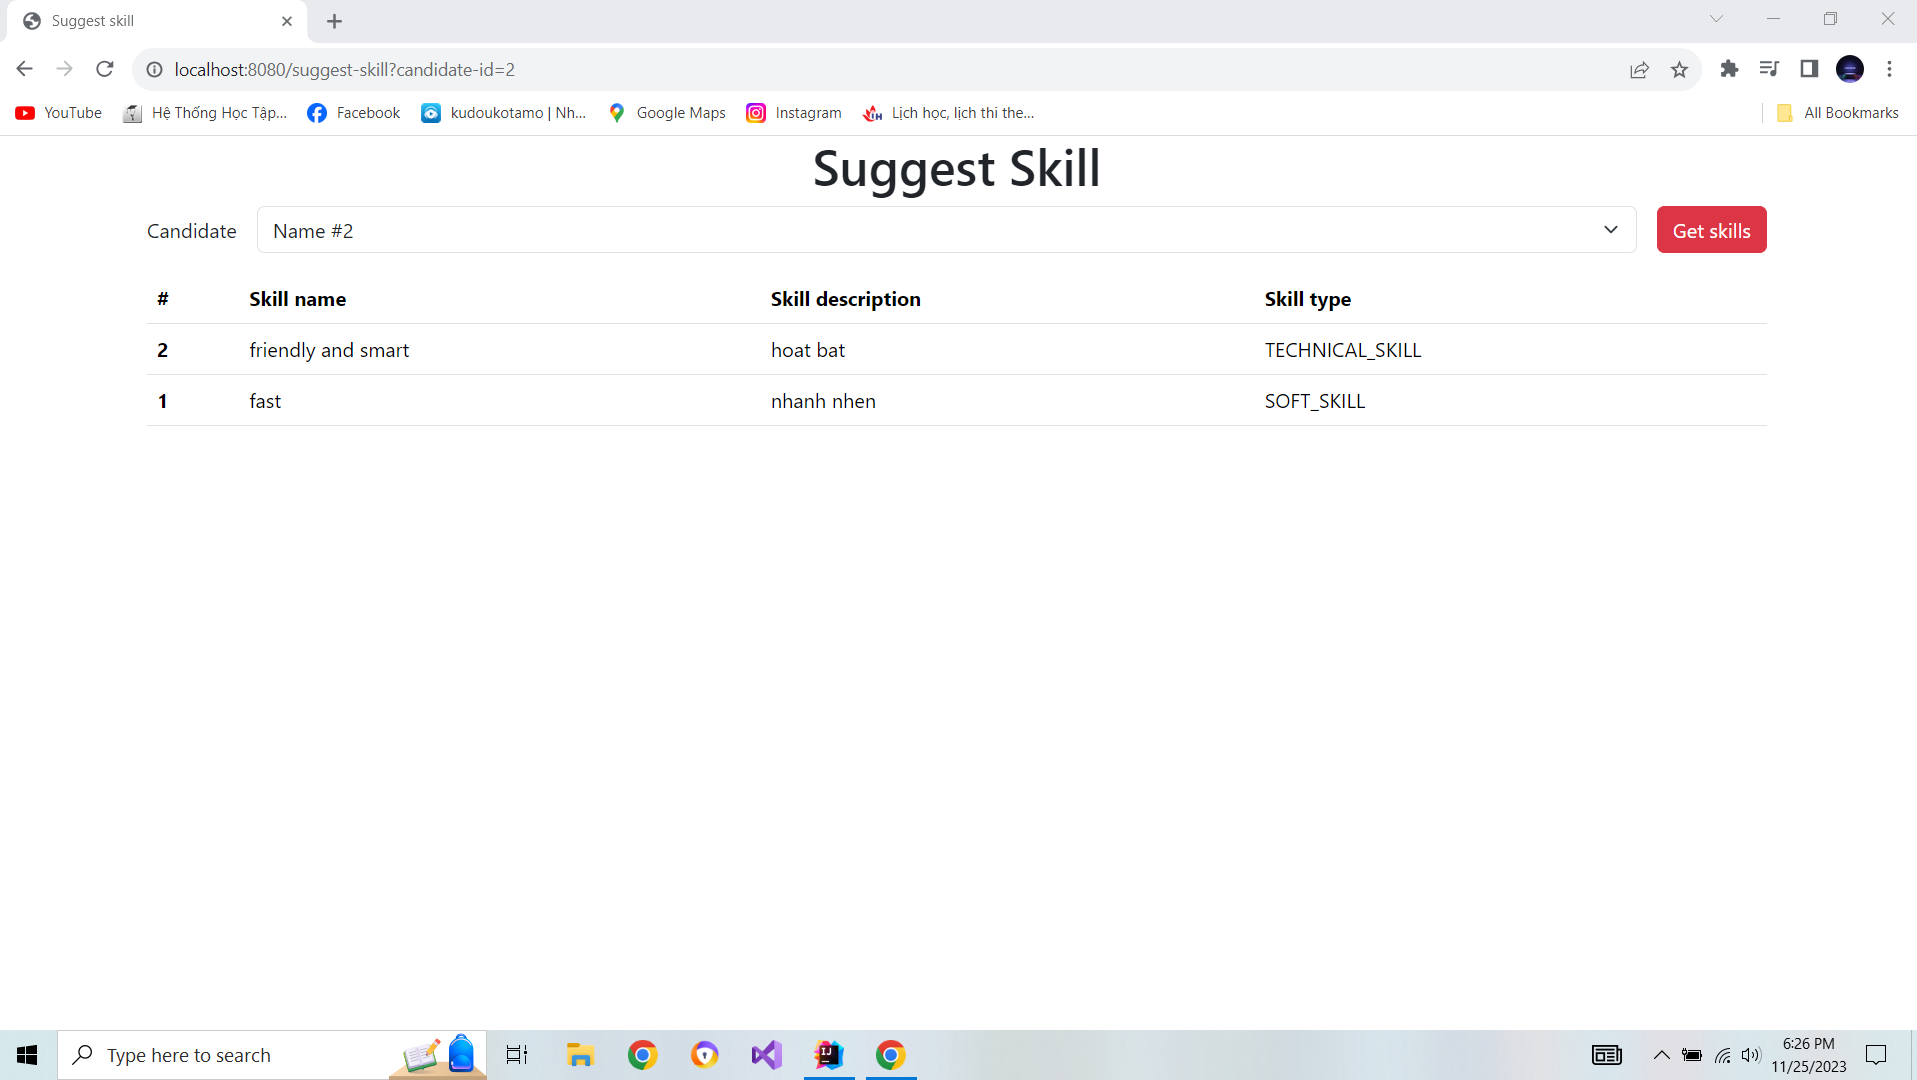 Suggest skill
localhost:8080/suggest-skill?candidate-id=2
YouTube Hệ Thống Học Tập... Facebook kudoukotamo | Nh... Google Maps Instagram Lịch học, lịch thi the... All Bookmarks
Suggest Skill
Candidate Name #2 Get skills
# Skill name Skill description Skill type
2 friendly and smart hoat bat TECHNICAL_SKILL
1 fast nhanh nhen SOFT_SKILL
Type here to search
6:26 PM
11/25/2023